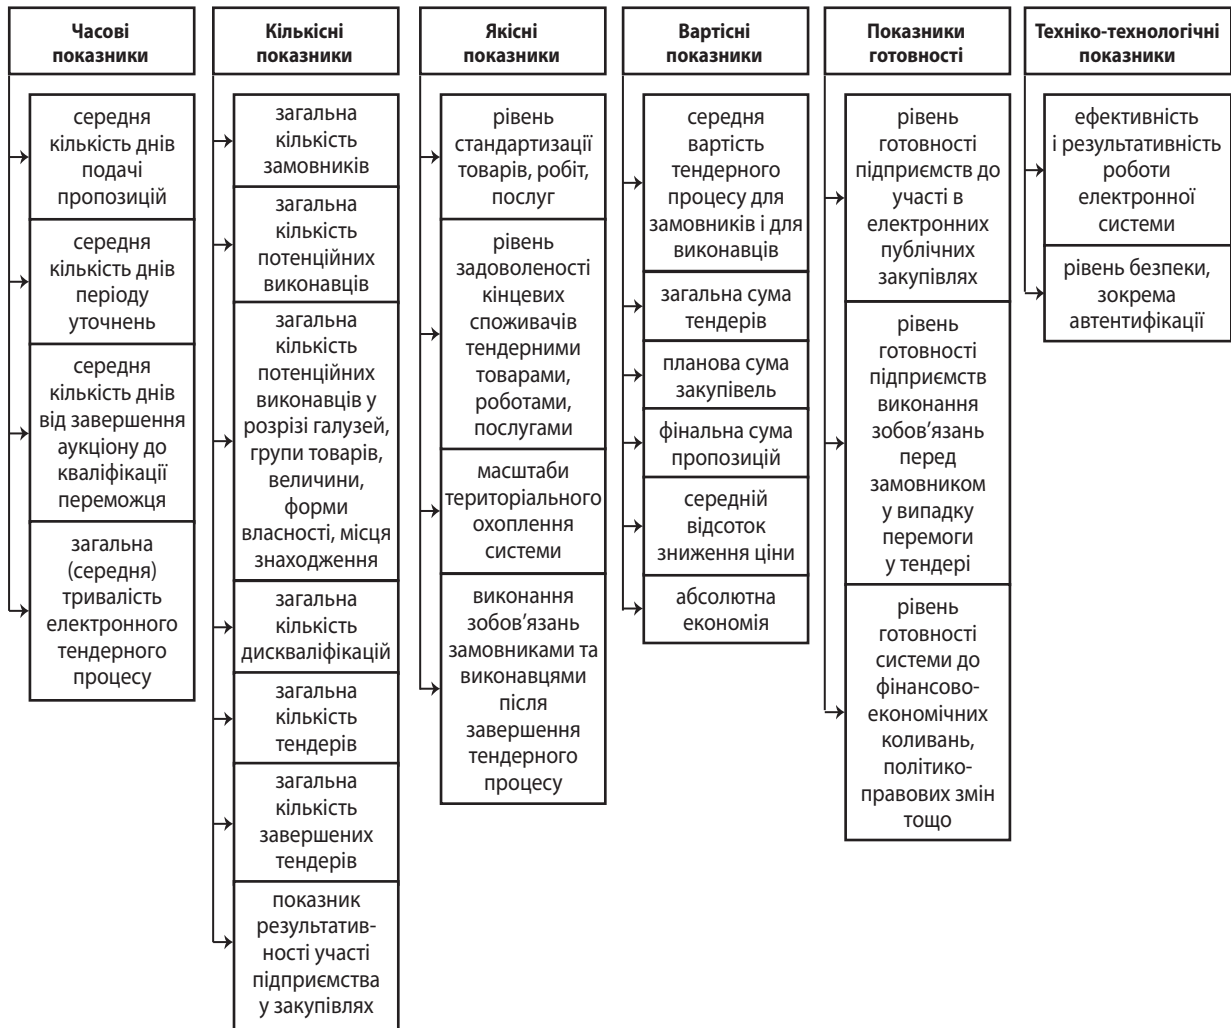 Часові
показники
середня
кількість днів
подачі
пропозицій
середня
кількість днів
періоду
уточнень
середня
кількість днів
від завершення
аукціону до
кваліфікації
переможця
загальна
(середня)
тривалість
електронного
тендерного
процесу
Кількісні
показники
загальна
кількість
замовників
загальна
кількість
потенційних
виконавців
загальна
кількість
потенційних
виконавців у
розрізі галузей,
групи товарів,
величини,
форми
власності, місця
знаходження
загальна
кількість
дискваліфікацій
загальна
кількість
тендерів
загальна
кількість
завершених
тендерів
показник
результатив-
ності участі
підприємства
у закупівлях
Якісні
показники
рівень
стандартизації
товарів, робіт,
послуг
рівень
задоволеності
кінцевих
споживачів
тендерними
товарами,
роботами,
послугами
масштаби
територіального
охоплення
системи
виконання
зобов’язань
замовниками та
виконавцями
після
завершення
тендерного
процесу
Вартісні
показники
середня
вартість
тендерного
процесу для
замовників і для
виконавців
загальна сума
тендерів
планова сума
закупівель
фінальна сума
пропозицій
середній
відсоток
зниження ціни
абсолютна
економія
Показники
готовності
рівень
готовності
підприємств до
участі в
електронних
публічних
закупівлях
рівень
готовності
підприємств
виконання
зобов’язань
перед
замовником
у випадку
перемоги
у тендері
рівень
готовності
системи до
фінансово-
економічних
коливань,
політико-
правових змін
тощо
Техніко-технологічні
показники
ефективність
і результативність
роботи
електронної
системи
рівень безпеки,
зокрема
автентифікації